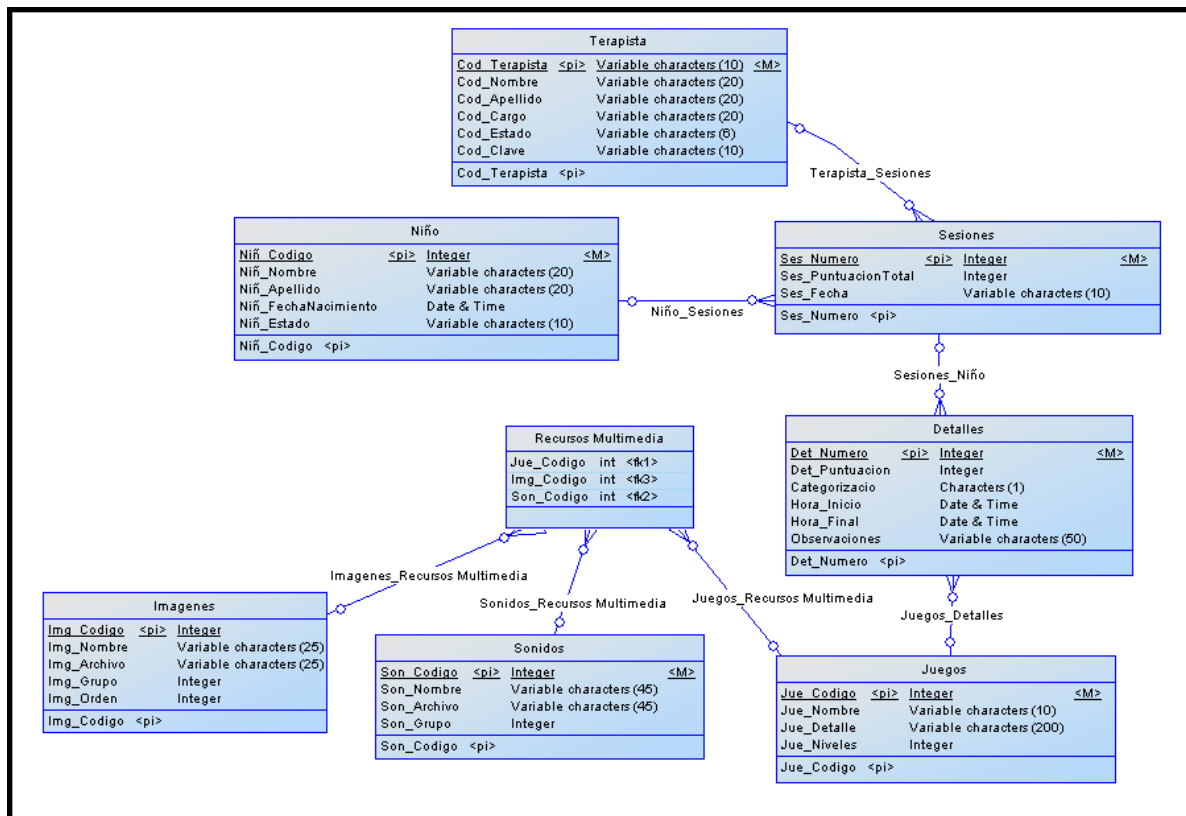 Terapista
Cod_Terapista <pi> Variable characters (10) <M>
Cod_Nombre Variable characters (20)
Cod_Apellido Variable characters (20)
Cod_Cargo Variable characters (20)
Cod_Estado Variable characters (6)
Cod_Clave Variable characters (10)
Cod_Terapista <pi>
Terapista_Sesiones
Niño
Niñ_Codigo <pi> Integer <M>
Niñ_Nombre Variable characters (20)
Niñ_Apellido Variable characters (20)
Niñ_FechaNacimiento Date & Time
Niñ_Estado Variable characters (10)
Niñ_Codigo <pi>
Niño_Sesiones
Sesiones
Ses_Numero <pi> Integer <M>
Ses_PuntuacionTotal Integer
Ses_Fecha Variable characters (10)
Ses_Numero <pi>
Sesiones_Niño
Recursos Multimedia
Jue_Codigo int <fk1>
Img_Codigo int <fk3>
Son_Codigo int <fk2>
Detalles
Det_Numero <pi> Integer <M>
Det_Puntuacion Integer
Categorizacio Characters (1)
Hora_Inicio Date & Time
Hora_Final Date & Time
Observaciones Variable characters (50)
Det_Numero <pi>
Imagenes_Recursos Multimedia
Sonidos_Recursos Multimedia
Juegos_Recursos Multimedia
Juegos_Detalles
Imagenes
Img_Codigo <pi> Integer
Img_Nombre Variable characters (25)
Img_Archivo Variable characters (25)
Img_Grupo Integer
Img_Orden Integer
Img_Codigo <pi>
Sonidos
Son_Codigo <pi> Integer <M>
Son_Nombre Variable characters (45)
Son_Archivo Variable characters (45)
Son_Grupo Integer
Son_Codigo <pi>
Juegos
Jue_Codigo <pi> Integer <M>
Jue_Nombre Variable characters (10)
Jue_Detalle Variable characters (200)
Jue_Niveles Integer
Jue_Codigo <pi>